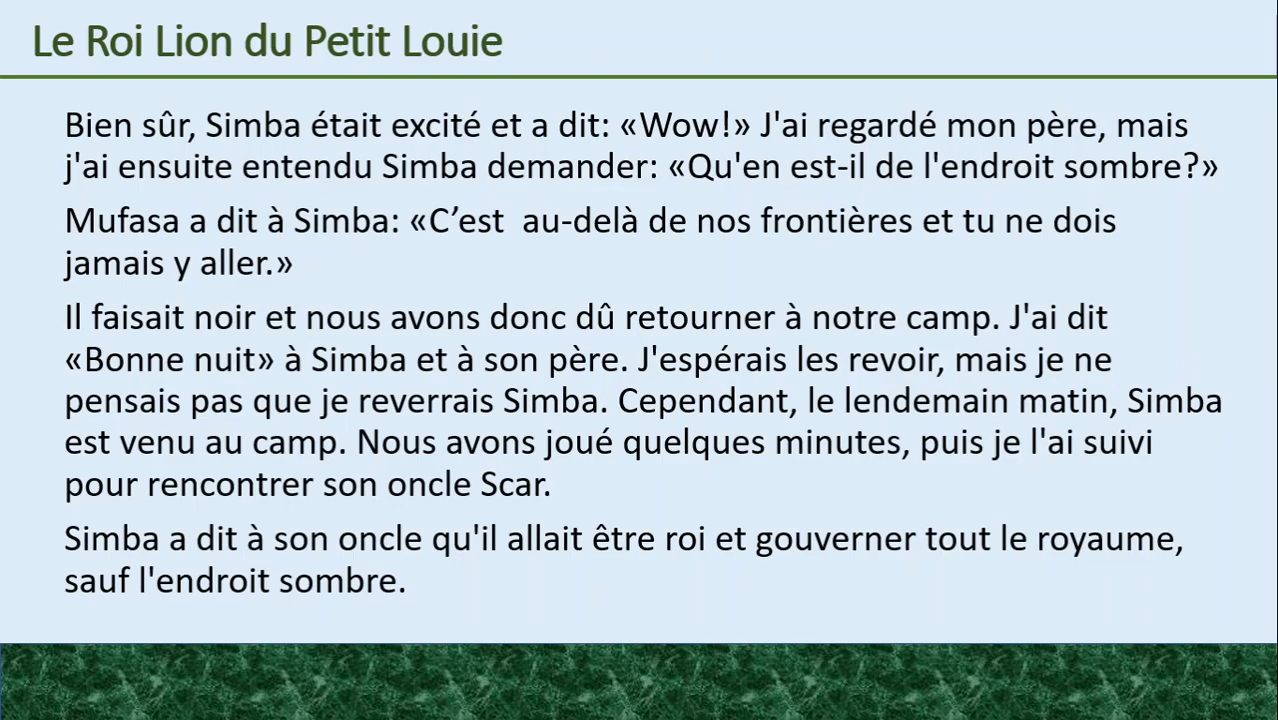 Le Roi Lion du Petit Louie
Bien sûr, Simba était excité et a dit: «Wow!» J'ai regardé mon père, mais
j'ai ensuite entendu Simba demander: «Qu'en est-il de l'endroit sombre?»
Mufasa a dit à Simba: «C’est  au-delà de nos frontières et tu ne dois
jamais y aller.»
Il faisait noir et nous avons donc dû retourner à notre camp. J'ai dit
«Bonne nuit» à Simba et à son père. J'espérais les revoir, mais je ne
pensais pas que je reverrais Simba. Cependant, le lendemain matin, Simba
est venu au camp. Nous avons joué quelques minutes, puis je l'ai suivi
pour rencontrer son oncle Scar.
Simba a dit à son oncle qu'il allait être roi et gouverner tout le royaume,
sauf l'endroit sombre.